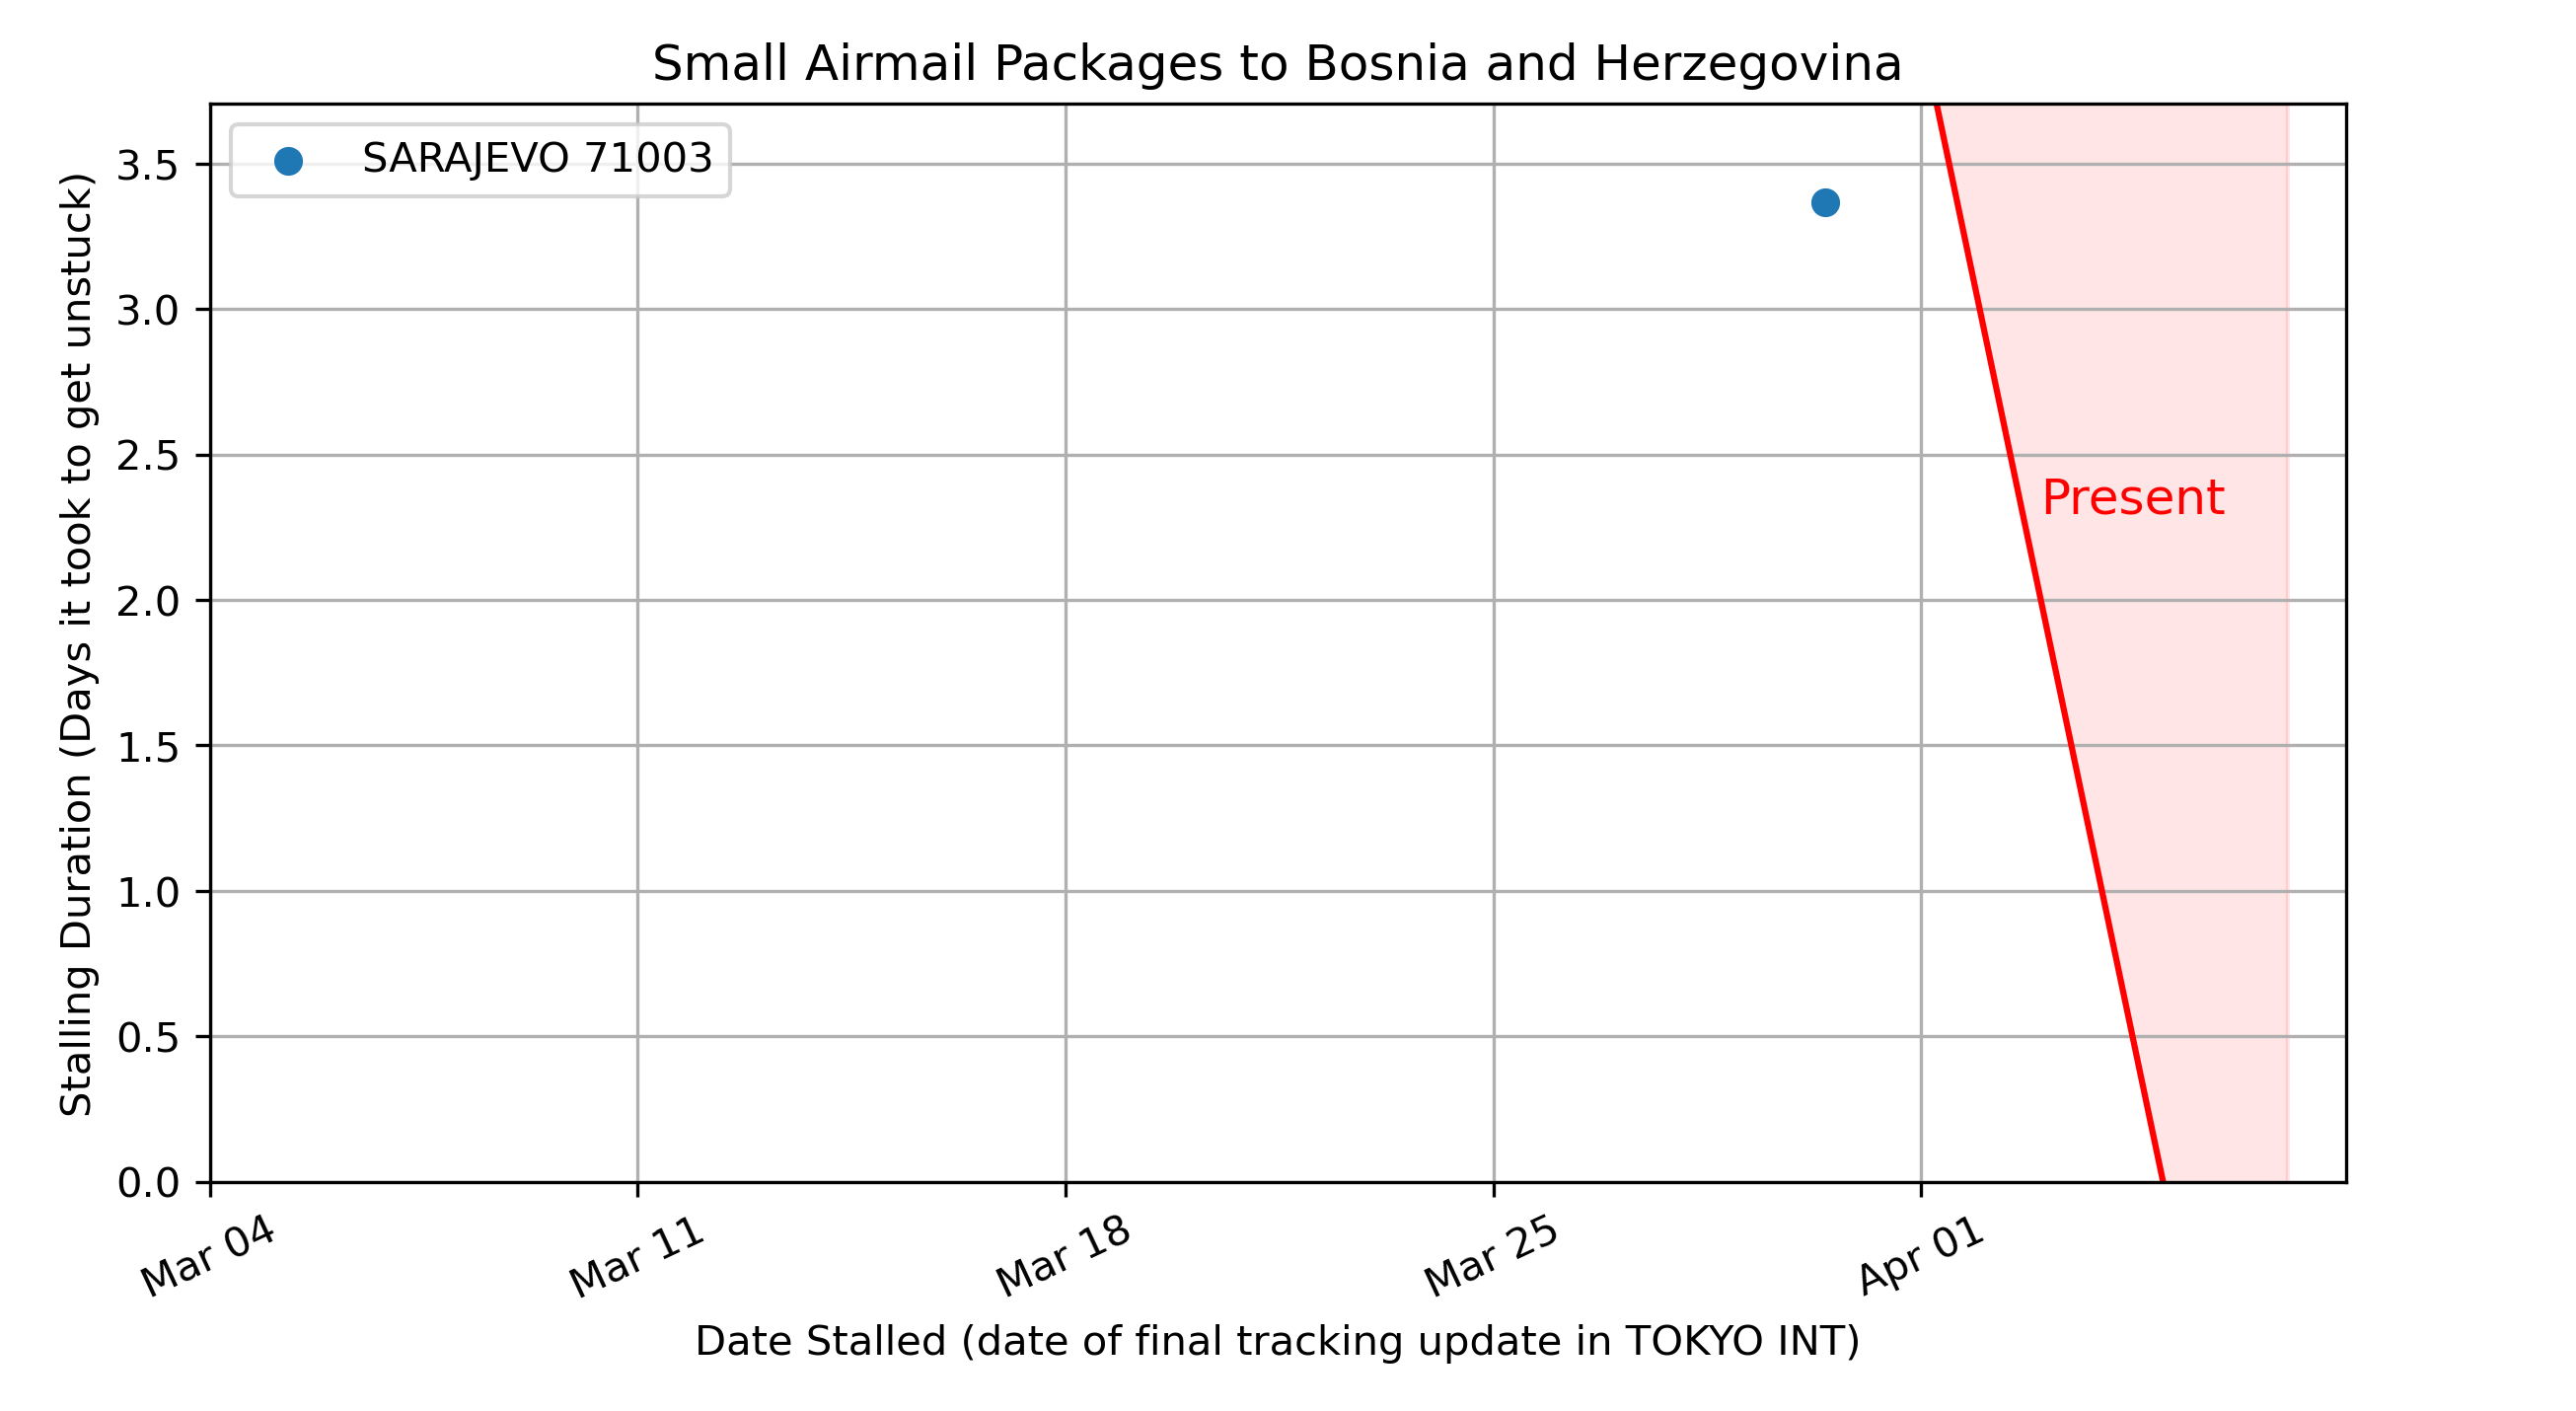 Small Airmail Packages to Bosnia and Herzegovina
SARAJEVO 71003
Stalling Duration (Days it took to get unstuck)
3.5
3.0
2.5
2.0
1.5
1.0
0.5
0.0
Present
Mar 04
Mar 11
Mar 18
Mar 25
Apr 01
Date Stalled (date of final tracking update in TOKYO INT)